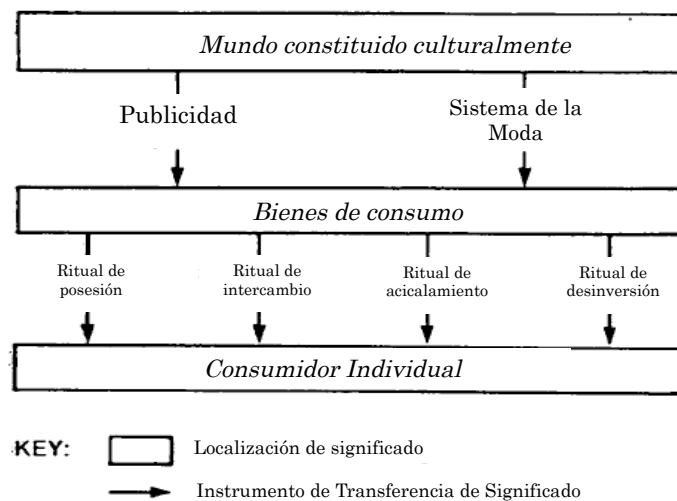 Mundo constituido culturalmente
Publicidad
Sistema de la
Moda
Bienes de consumo
Ritual de
posesión
Ritual de
intercambio
Ritual de
acicalamiento
Ritual de
desinversión
Consumidor Individual
KEY:
Localización de significado
Instrumento de Transferencia de Significado